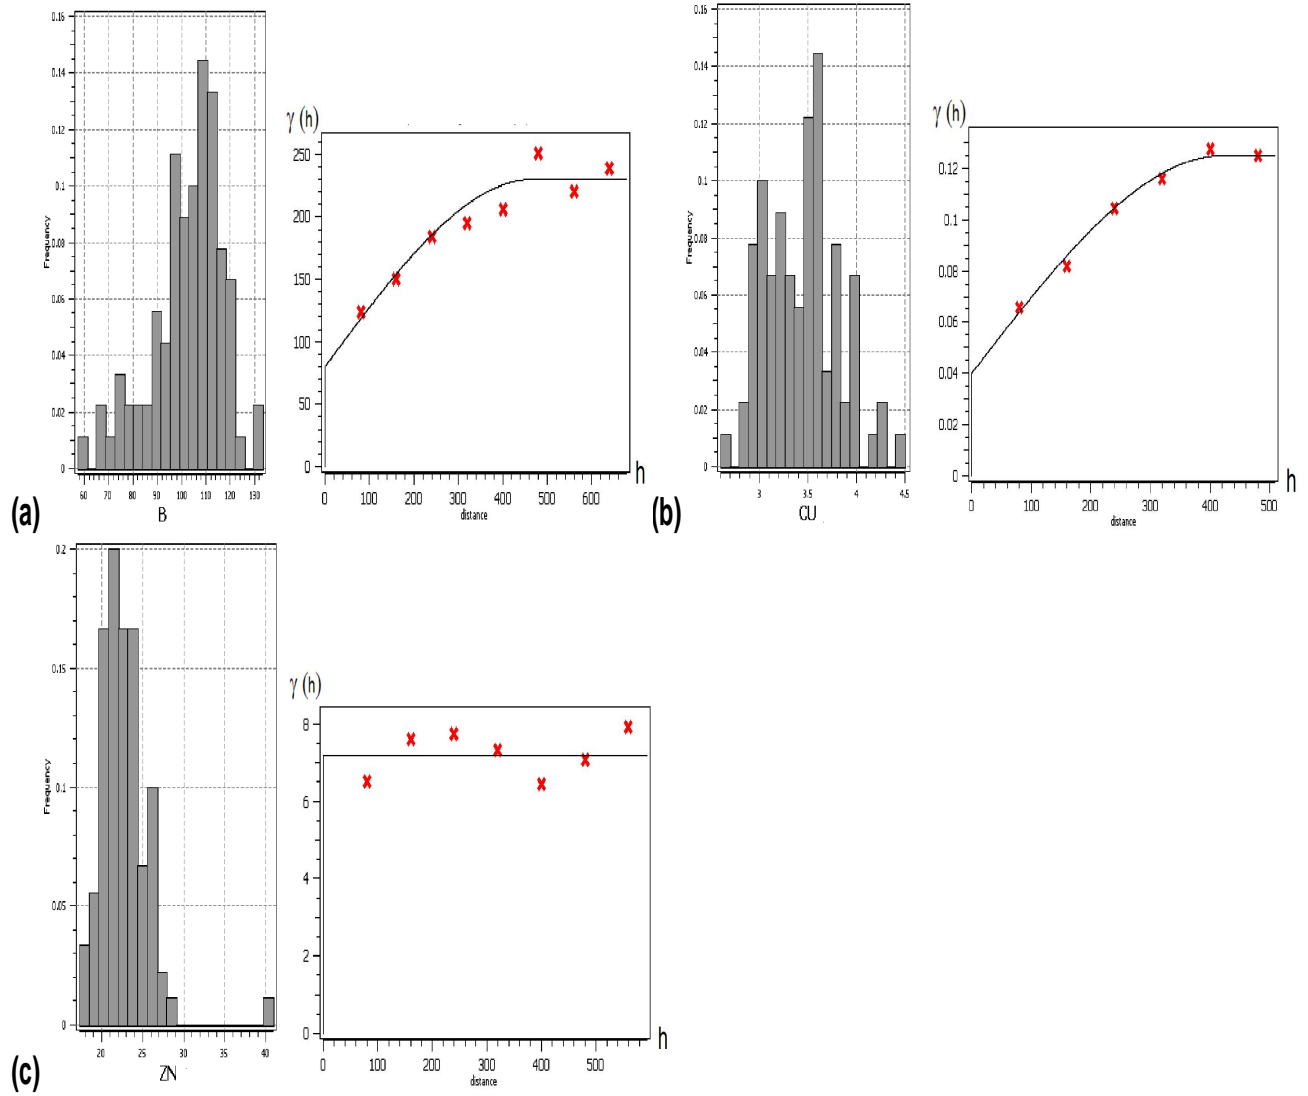 0.16
0.14
0.12
0.1
0.08
0.06
0.04
0.02
0
Frequency
60 70 80 90 100 110 120 130
B
(a)
γ (h)
250
200
150
100
50
0
0 100 200 300 400 500 600
distance
h
0.16
0.14
0.12
0.1
0.08
0.06
0.04
0.02
0
Frequency
3 3.5 4 4.5
CU
(b)
γ (h)
0.12
0.1
0.08
0.06
0.04
0.02
0
0 100 200 300 400 500
distance
h
0.2
0.15
0.1
0.05
0
Frequency
20 25 30 35 40
ZN
(c)
γ (h)
8
6
4
2
0
0 100 200 300 400 500
distance
h